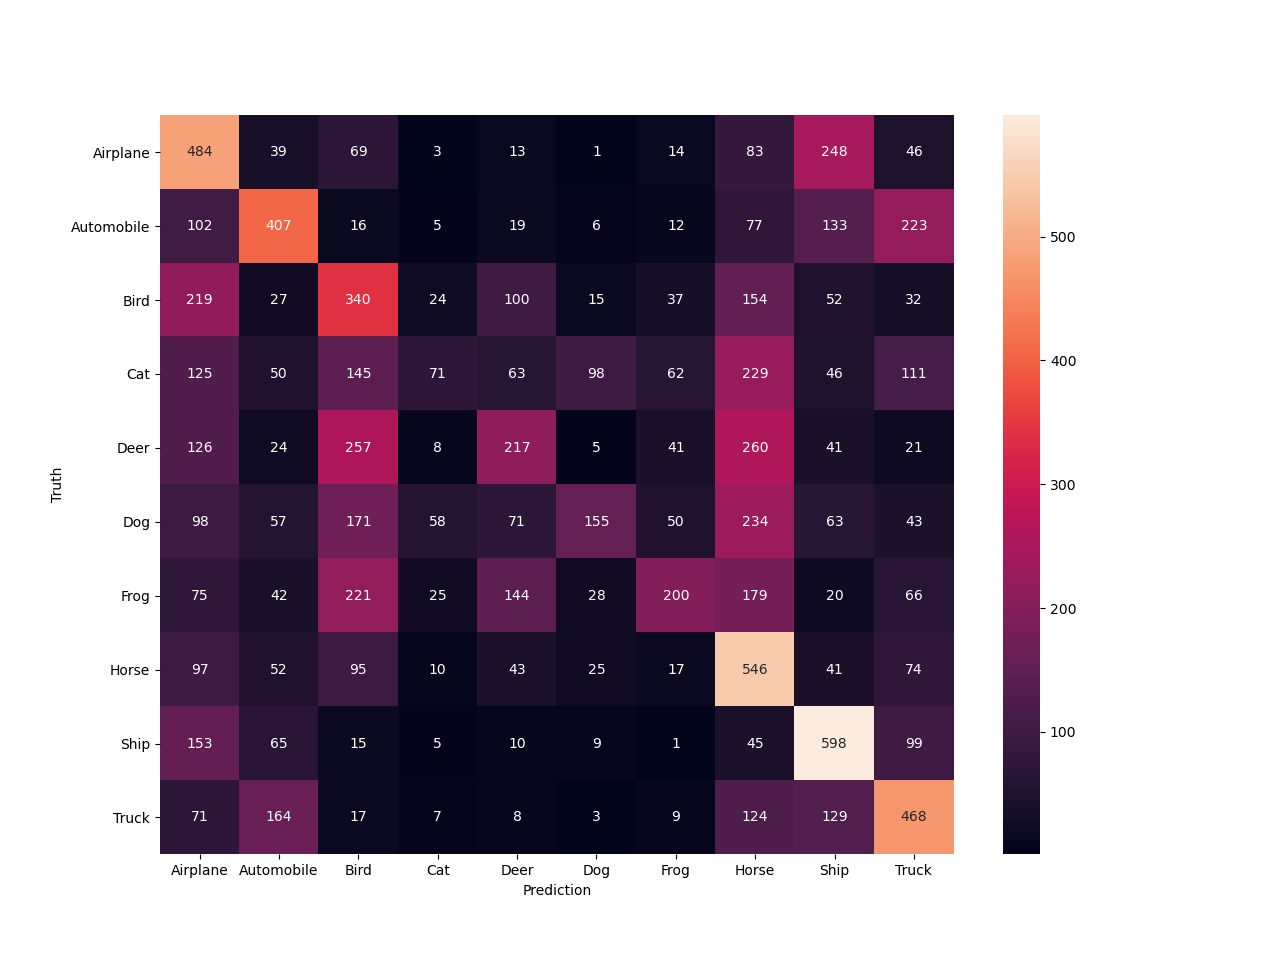 Airplane 484 39 69 3 13 1 14 83 248 46
Automobile 102 407 16 5 19 6 12 77 133 223
500
Bird 219 27 340 24 100 15 37 154 52 32
400
Cat 125 50 145 71 63 98 62 229 46 111
Deer 126 24 257 8 217 5 41 260 41 21
Truth
300
Dog 98 57 171 58 71 155 50 234 63 43
Frog 75 42 221 25 144 28 200 179 20 66
200
Horse 97 52 95 10 43 25 17 546 41 74
Ship 153 65 15 5 10 9 1 45 598 99
100
Truck 71 164 17 7 8 3 9 124 129 468
Airplane Automobile Bird Cat Deer Dog Frog Horse Ship Truck
Prediction